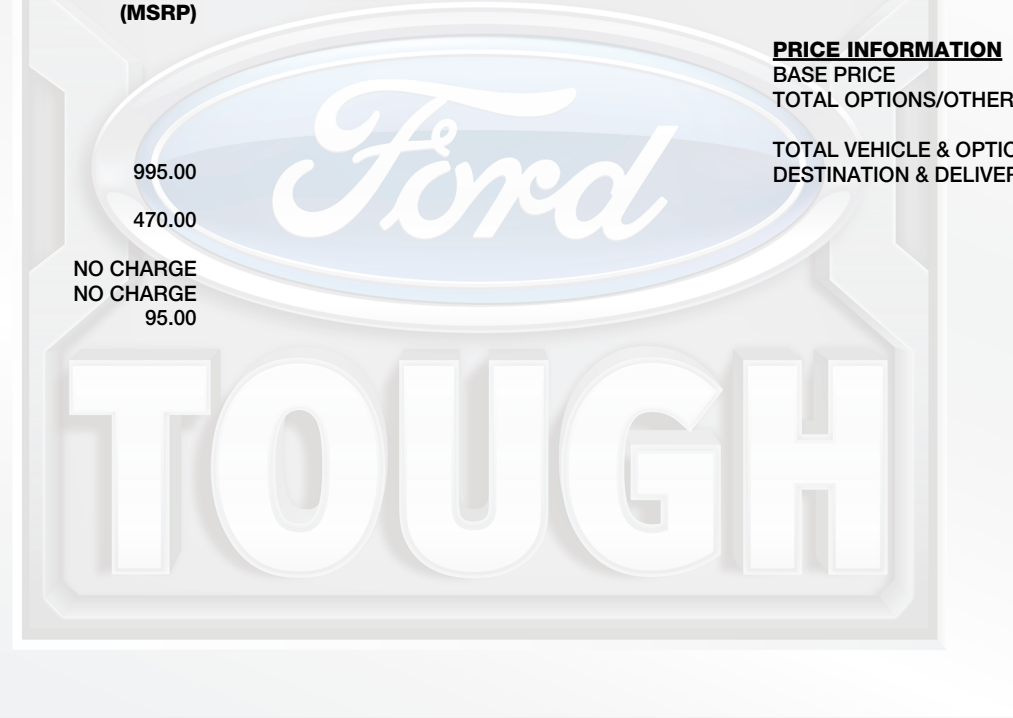 (MSRP)
995.00
470.00
NO CHARGE
NO CHARGE
95.00
PRICE INFORMATION
BASE PRICE
TOTAL OPTIONS/OTHER
TOTAL VEHICLE & OPTIO
DESTINATION & DELIVER
Ford
TOUGH